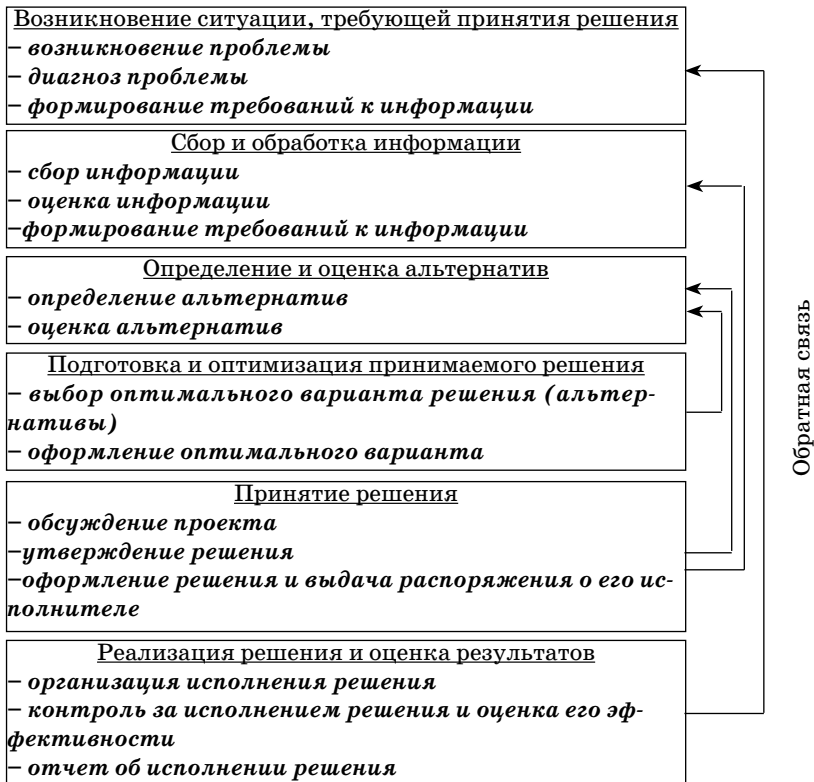 Возникновение ситуации, требующей принятия решения
– возникновение проблемы
– диагноз проблемы
– формирование требований к информации
Сбор и обработка информации
– сбор информации
– оценка информации
–формирование требований к информации
Определение и оценка альтернатив
– определение альтернатив
– оценка альтернатив
Подготовка и оптимизация принимаемого решения
– выбор оптимального варианта решения (альтер-
нативы)
– оформление оптимального варианта
Принятие решения
– обсуждение проекта
–утверждение решения
–оформление решения и выдача распоряжения о его ис-
полнителе
Реализация решения и оценка результатов
– организация исполнения решения
– контроль за исполнением решения и оценка его эф-
фективности
– отчет об исполнении решения
Обратная связь